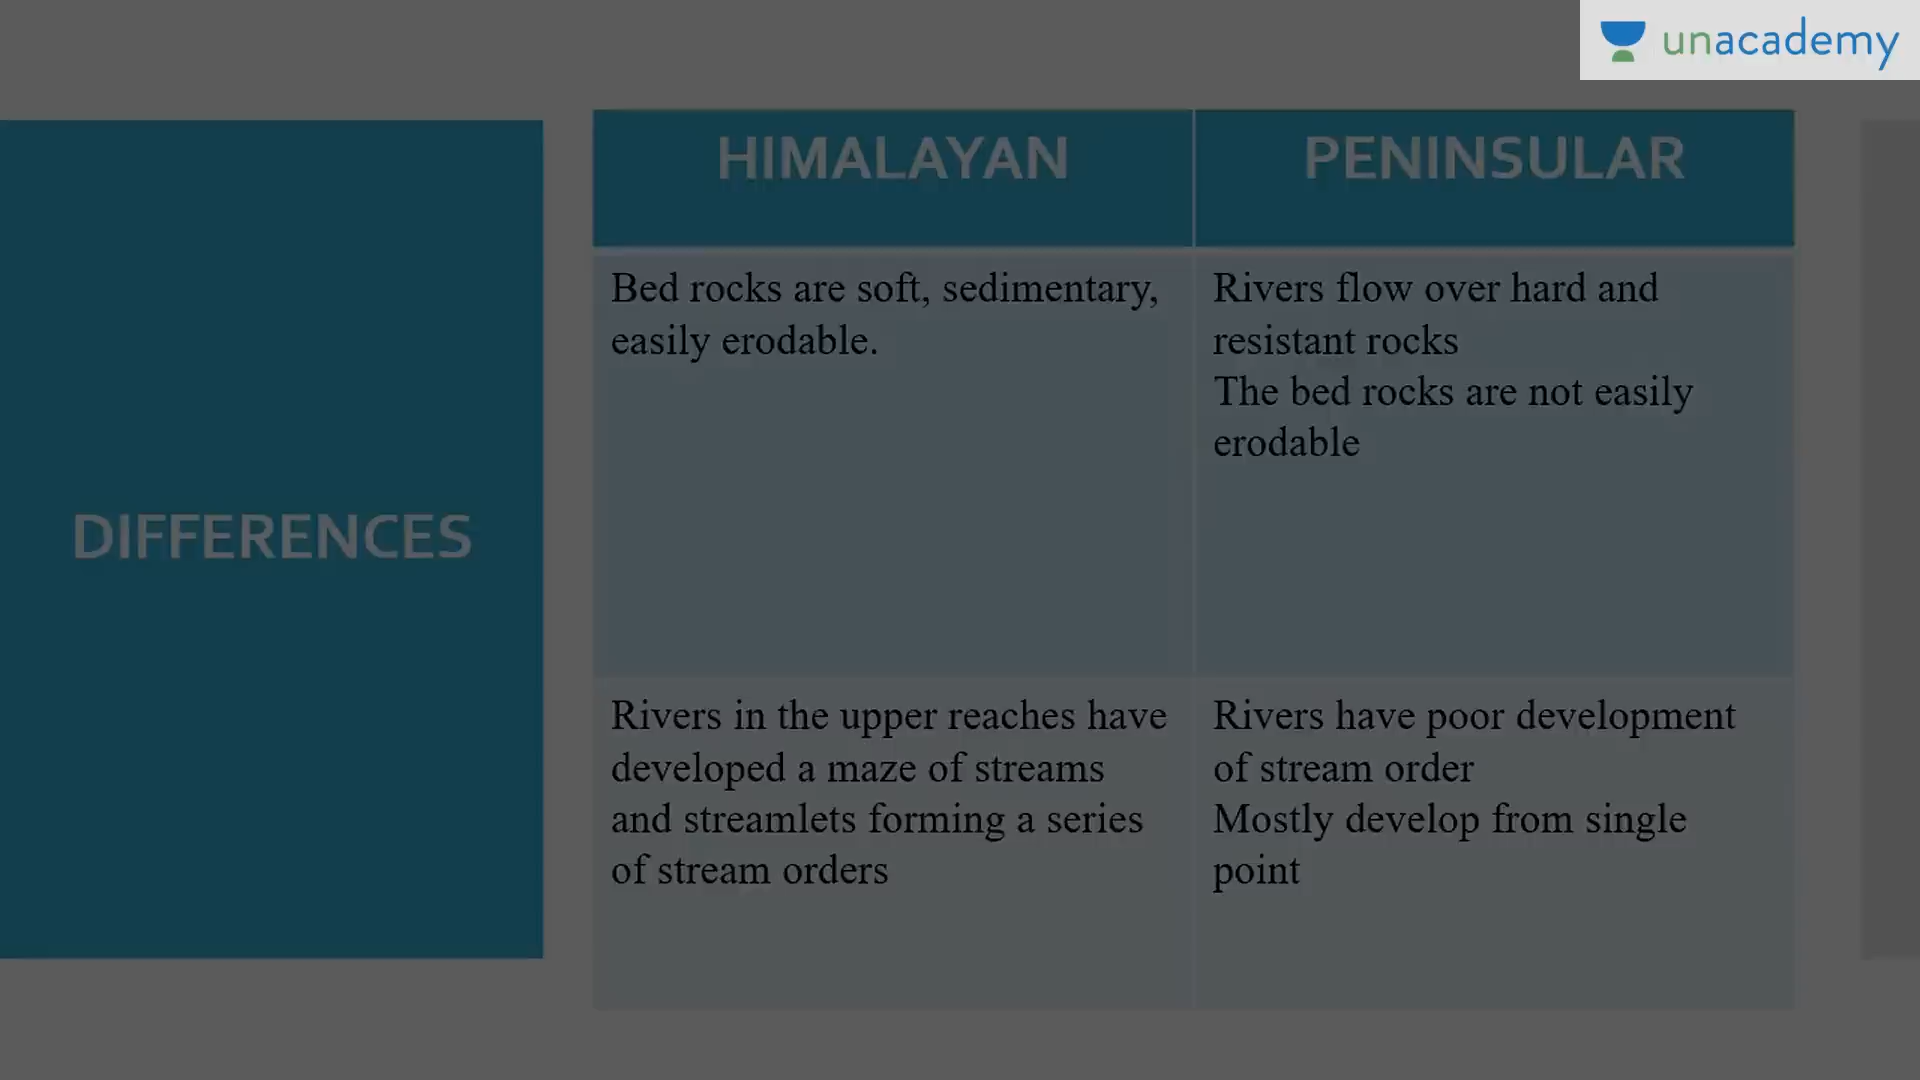 unacademy
DIFFERENCES
HIMALAYAN
PENINSULAR
Bed rocks are soft, sedimentary,
easily erodable.
Rivers flow over hard and
resistant rocks
The bed rocks are not easily
erodable
Rivers in the upper reaches have
developed a maze of streams
and streamlets forming a series
of stream orders
Rivers have poor development
of stream order
Mostly develop from single
point